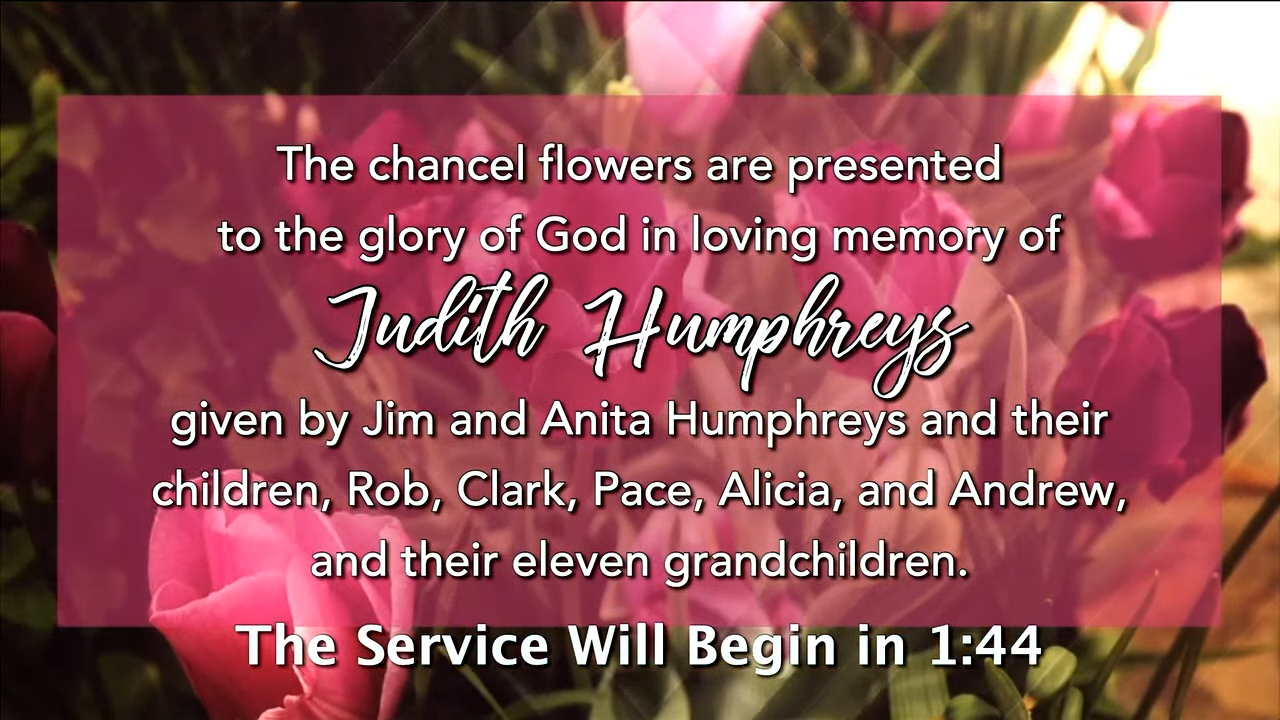 The chancel flowers are presented
to the glory of God in loving memory of
Judith Humphreys
given by Jim and Anita Humphreys and their
children, Rob, Clark, Pace, Alicia, and Andrew,
and their eleven grandchildren.
The Service Will Begin in 1:44